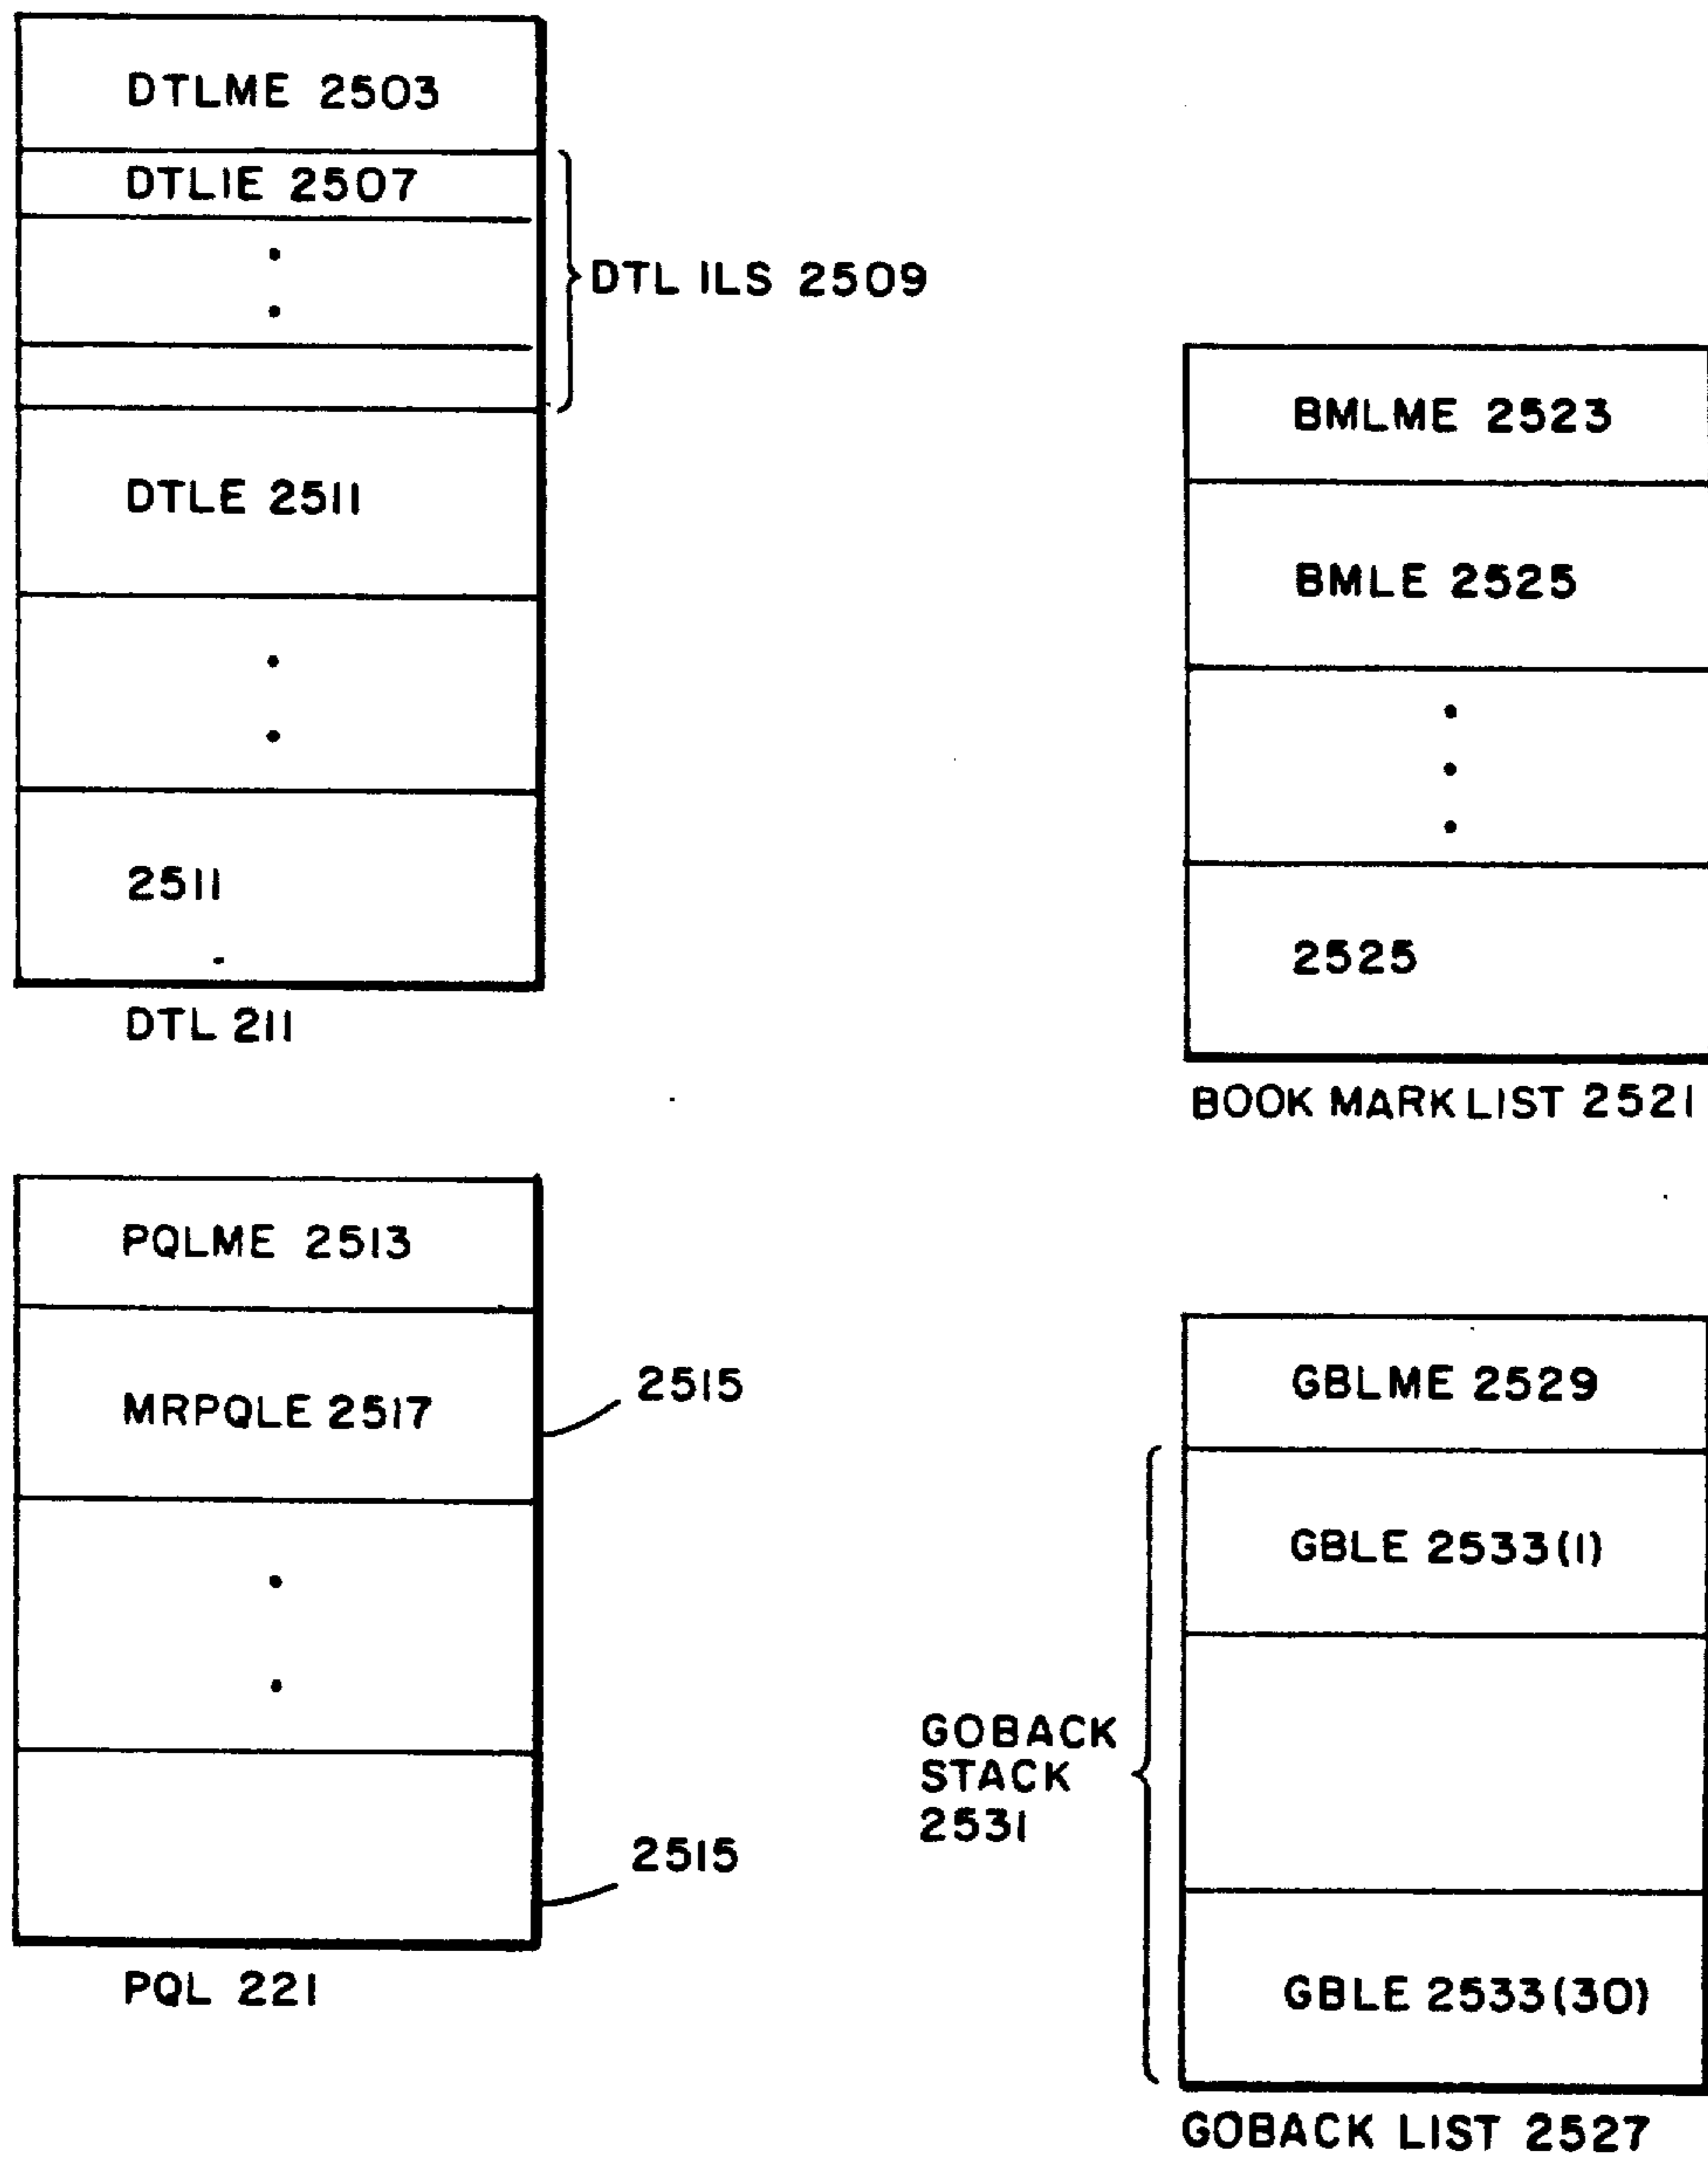 DTLME 2503
DTLIE 2507
DTL ILS 2509
DTLE 2511
2511
DTL 211
BMLME 2523
BMLE 2525
2525
BOOK MARK LIST 2521
PQLME 2513
MRPQLE 2517
2515
2515
PQL 221
GBLME 2529
GBLE 2533(1)
GOBACK
STACK
2531
GBLE 2533(30)
GOBACK LIST 2527